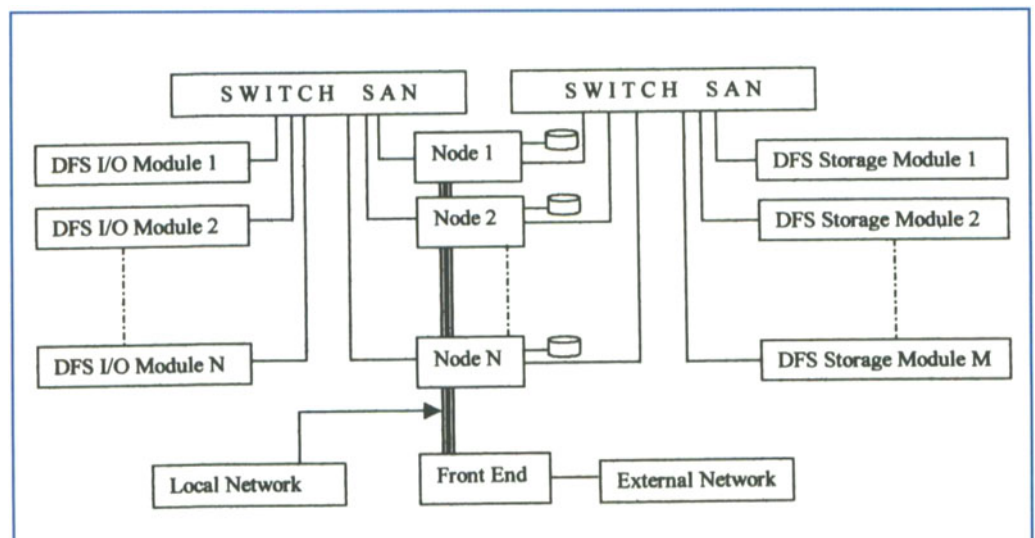 SWITCH SAN
SWITCH SAN
DFS I/O Module 1
Node 1
DFS Storage Module 1
DFS I/O Module 2
Node 2
DFS Storage Module 2
DFS I/O Module N
Node N
DFS Storage Module M
Local Network
Front End
External Network